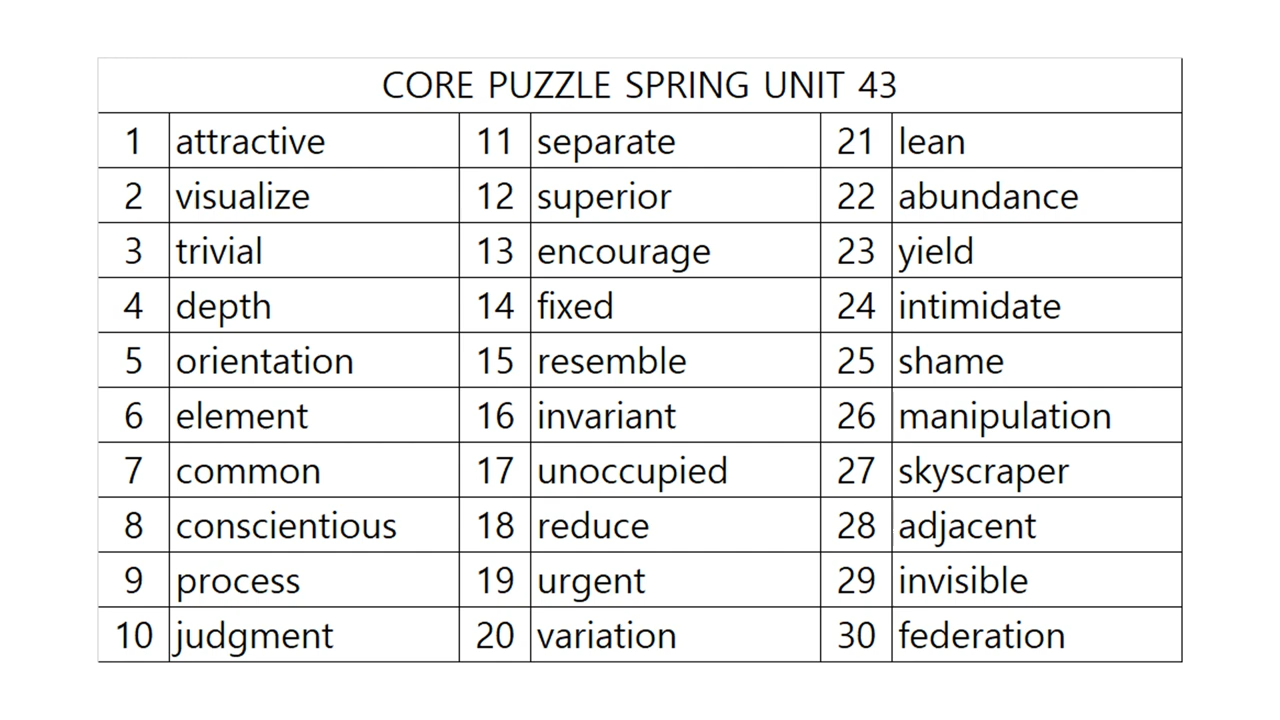 CORE PUZZLE SPRING UNIT 43
1 attractive 11 separate 21 lean
2 visualize 12 superior 22 abundance
3 trivial 13 encourage 23 yield
4 depth 14 fixed 24 intimidate
5 orientation 15 resemble 25 shame
6 element 16 invariant 26 manipulation
7 common 17 unoccupied 27 skyscraper
8 conscientious 18 reduce 28 adjacent
9 process 19 urgent 29 invisible
10 judgment 20 variation 30 federation